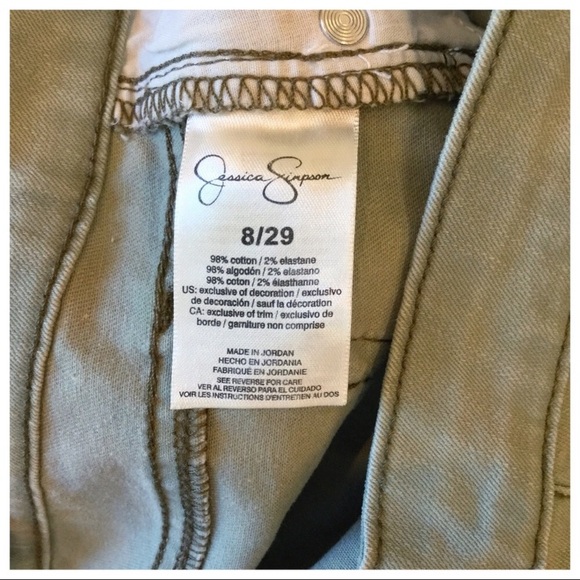 Jessica Simpson
8/29
98% cotton / 2% elastane
98% algodón / 2% elastano
98% coton / 2% élasthanne
US: exclusive of decoration / exclusivo
de decoración / sauf la décoration
CA: exclusive of trim / exclusivo de
borde / garniture non comprise
MADE IN JORDAN
HECHO EN JORDANIA
FABRIQUÉ EN JORDANIE
SEE REVERSE FOR CARE
VER AL REVERSO PARA EL CUIDADO
VOIR LES INSTRUCTIONS D'ENTRETIEN AU DOS